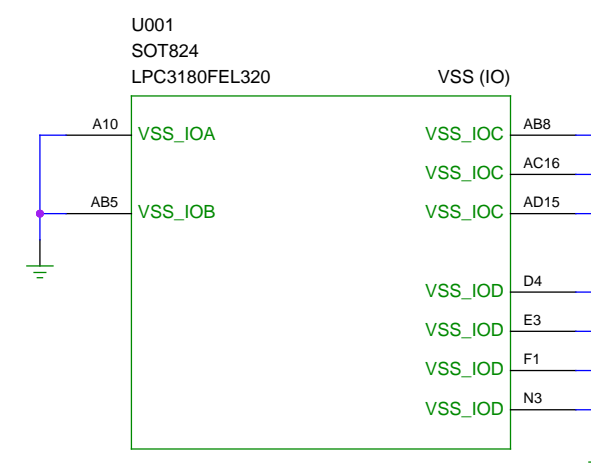 U001
SOT824
LPC3180FEL320 VSS (IO)
A10 VSS_IOA VSS_IOC AB8
VSS_IOC AC16
AB5 VSS_IOB VSS_IOC AD15
VSS_IOD D4
VSS_IOD E3
VSS_IOD F1
VSS_IOD N3